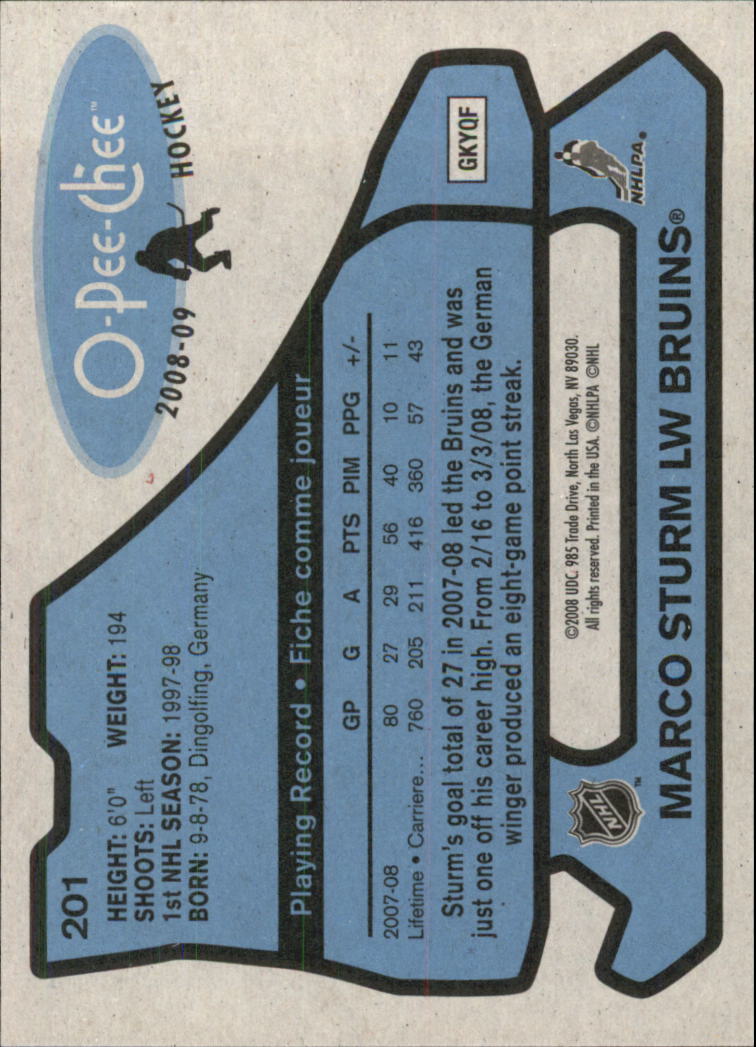 O-Pee-Chee™
2008-09 HOCKEY
201
HEIGHT: 6'0" WEIGHT: 194
SHOOTS: Left
1st NHL SEASON: 1997-98
BORN: 9-8-78, Dingolfing, Germany
GKYQF
Playing Record • Fiche comme joueur
GP G A PTS PIM PPG +/-
2007-08 80 27 29 56 40 10 11
Lifetime • Carriere... 760 205 211 416 360 57 43
Sturm's goal total of 27 in 2007-08 led the Bruins and was
just one off his career high. From 2/16 to 3/3/08, the German
winger produced an eight-game point streak.
NHL™
©2008 UDC. 985 Trade Drive, North Las Vegas, NV 89030.
All rights reserved. Printed in the USA. ©NHLPA ©NHL
NHLPA®
MARCO STURM LW BRUINS®